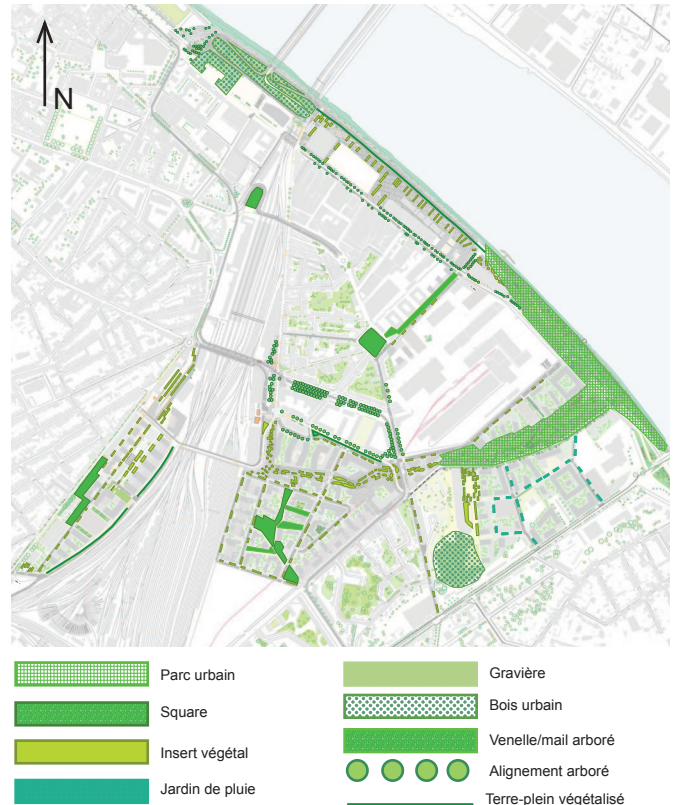 N
Parc urbain
Square
Insert végétal
Jardin de pluie
Gravière
Bois urbain
Venelle/mail arboré
Alignement arboré
Terre-plein végétalisé